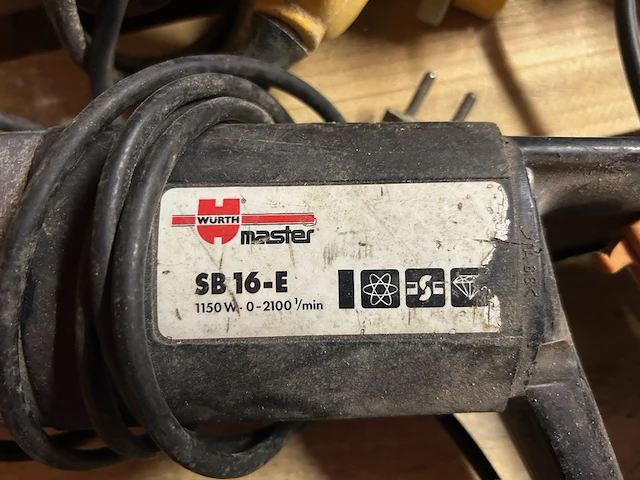 WÜRTH
master
SB 16-E
1150 W · 0-2100 ¹/min